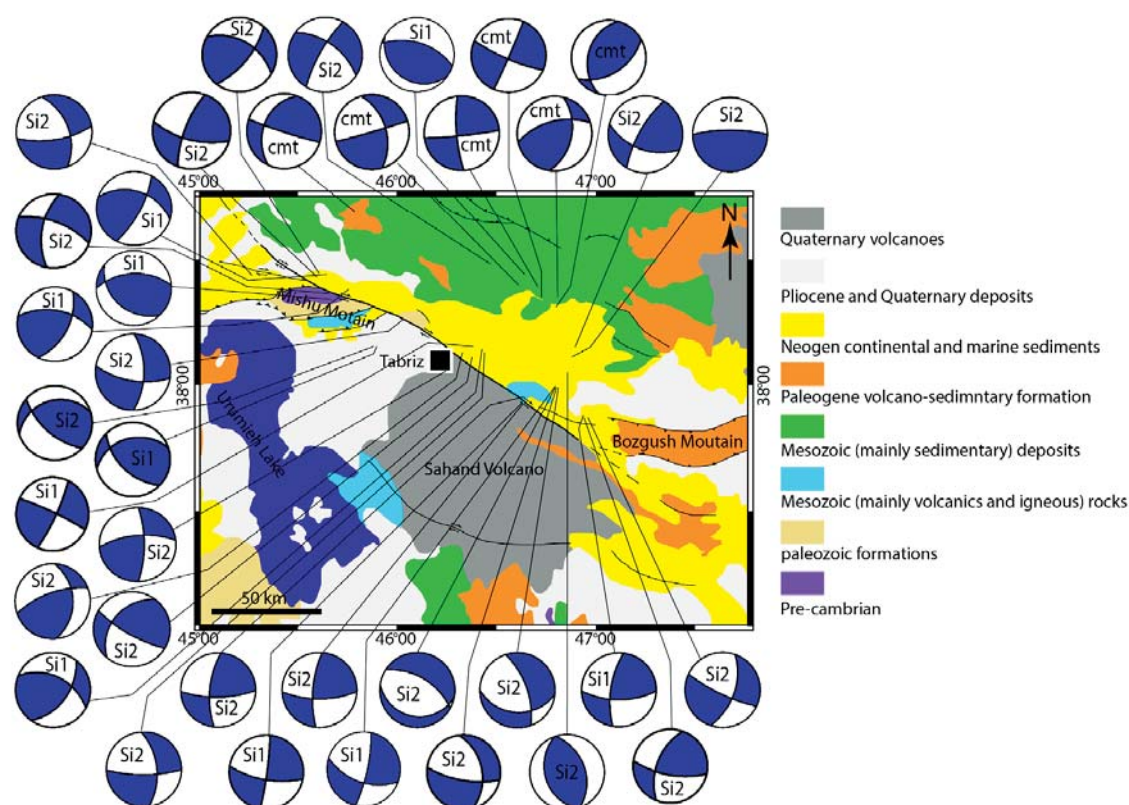 Si2
Si2
Si1
cmt
cmt
Si2
Si2
cmt
cmt
cmt
cmt
Si2
Si2
45°00
46°00
47°00
Si1
Si2
Si1
Si1
Si2
Si2
Si1
Si1
Si2
Si2
Si2
Si1
N
Mishu Motain
Tabriz
Urumieh Lake
Sahand Volcano
Bozgush Moutain
38°00
38°00
50 km
45°00
46°00
47°00
Quaternary volcanoes
Pliocene and Quaternary deposits
Neogen continental and marine sediments
Paleogene volcano-sedimntary formation
Mesozoic (mainly sedimentary) deposits
Mesozoic (mainly volcanics and igneous) rocks
paleozoic formations
Pre-cambrian
Si2
Si2
Si2
Si2
Si1
Si2
Si2
Si1
Si1
Si2
Si2
Si2